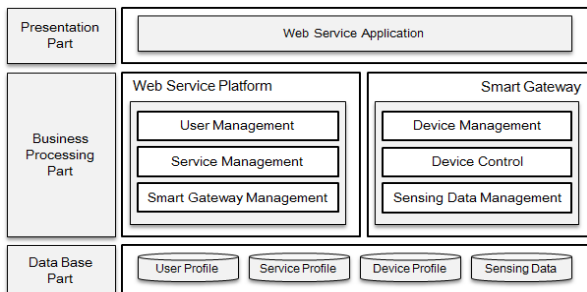 Presentation
Part
Web Service Application
Business
Processing
Part
Web Service Platform
User Management
Service Management
Smart Gateway Management
Smart Gateway
Device Management
Device Control
Sensing Data Management
Data Base
Part
User Profile
Service Profile
Device Profile
Sensing Data